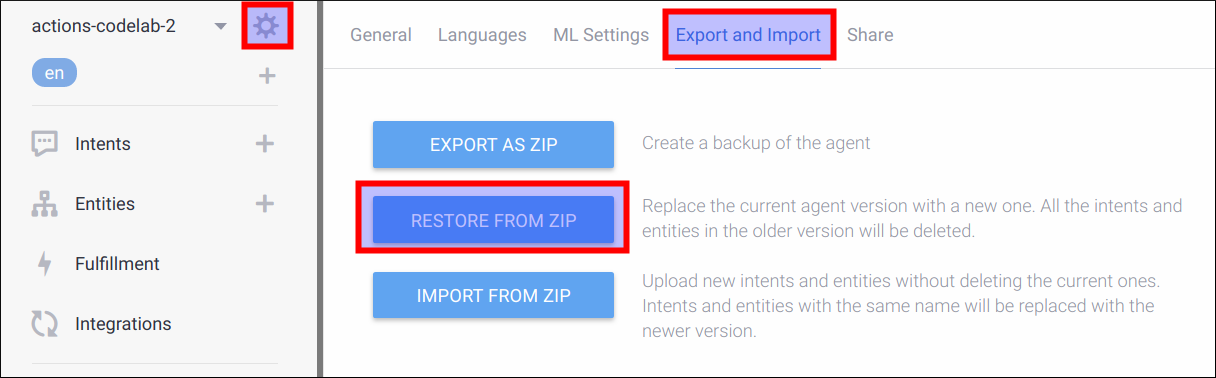 actions-codelab-2
en
Intents
Entities
Fulfillment
Integrations
General Languages ML Settings Export and Import Share
EXPORT AS ZIP
Create a backup of the agent
RESTORE FROM ZIP
Replace the current agent version with a new one. All the intents and
entities in the older version will be deleted.
IMPORT FROM ZIP
Upload new intents and entities without deleting the current ones.
Intents and entities with the same name will be replaced with the
newer version.